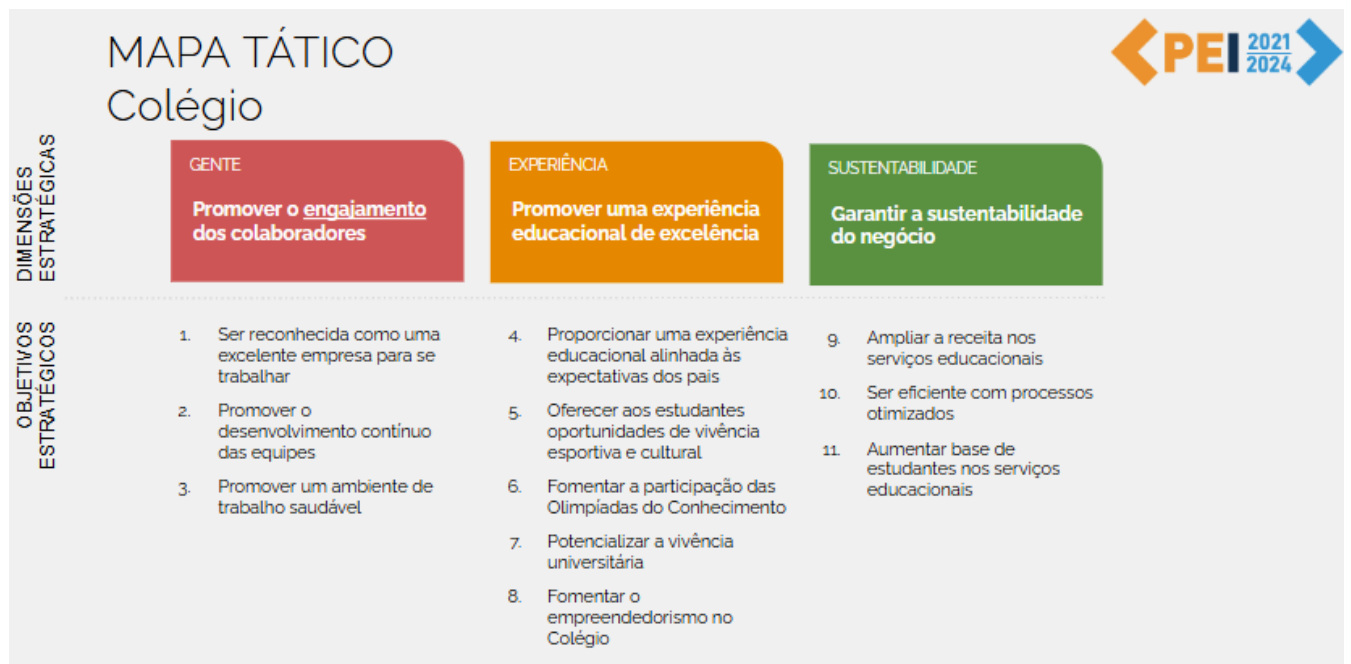 MAPA TÁTICO
Colégio
PEI 2021
2024
DIMENSÕES
ESTRATÉGICAS
GENTE
Promover o engajamento
dos colaboradores
EXPERIÊNCIA
Promover uma experiência
educacional de excelência
SUSTENTABILIDADE
Garantir a sustentabilidade
do negócio
OBJETIVOS
ESTRATÉGICOS
1. Ser reconhecida como uma
excelente empresa para se
trabalhar
2. Promover o
desenvolvimento contínuo
das equipes
3. Promover um ambiente de
trabalho saudável
4. Proporcionar uma experiência
educacional alinhada às
expectativas dos pais
5. Oferecer aos estudantes
oportunidades de vivência
esportiva e cultural
6. Fomentar a participação das
Olimpíadas do Conhecimento
7. Potencializar a vivência
universitária
8. Fomentar o
empreendedorismo no
Colégio
9. Ampliar a receita nos
serviços educacionais
10. Ser eficiente com processos
otimizados
11. Aumentar base de
estudantes nos serviços
educacionais